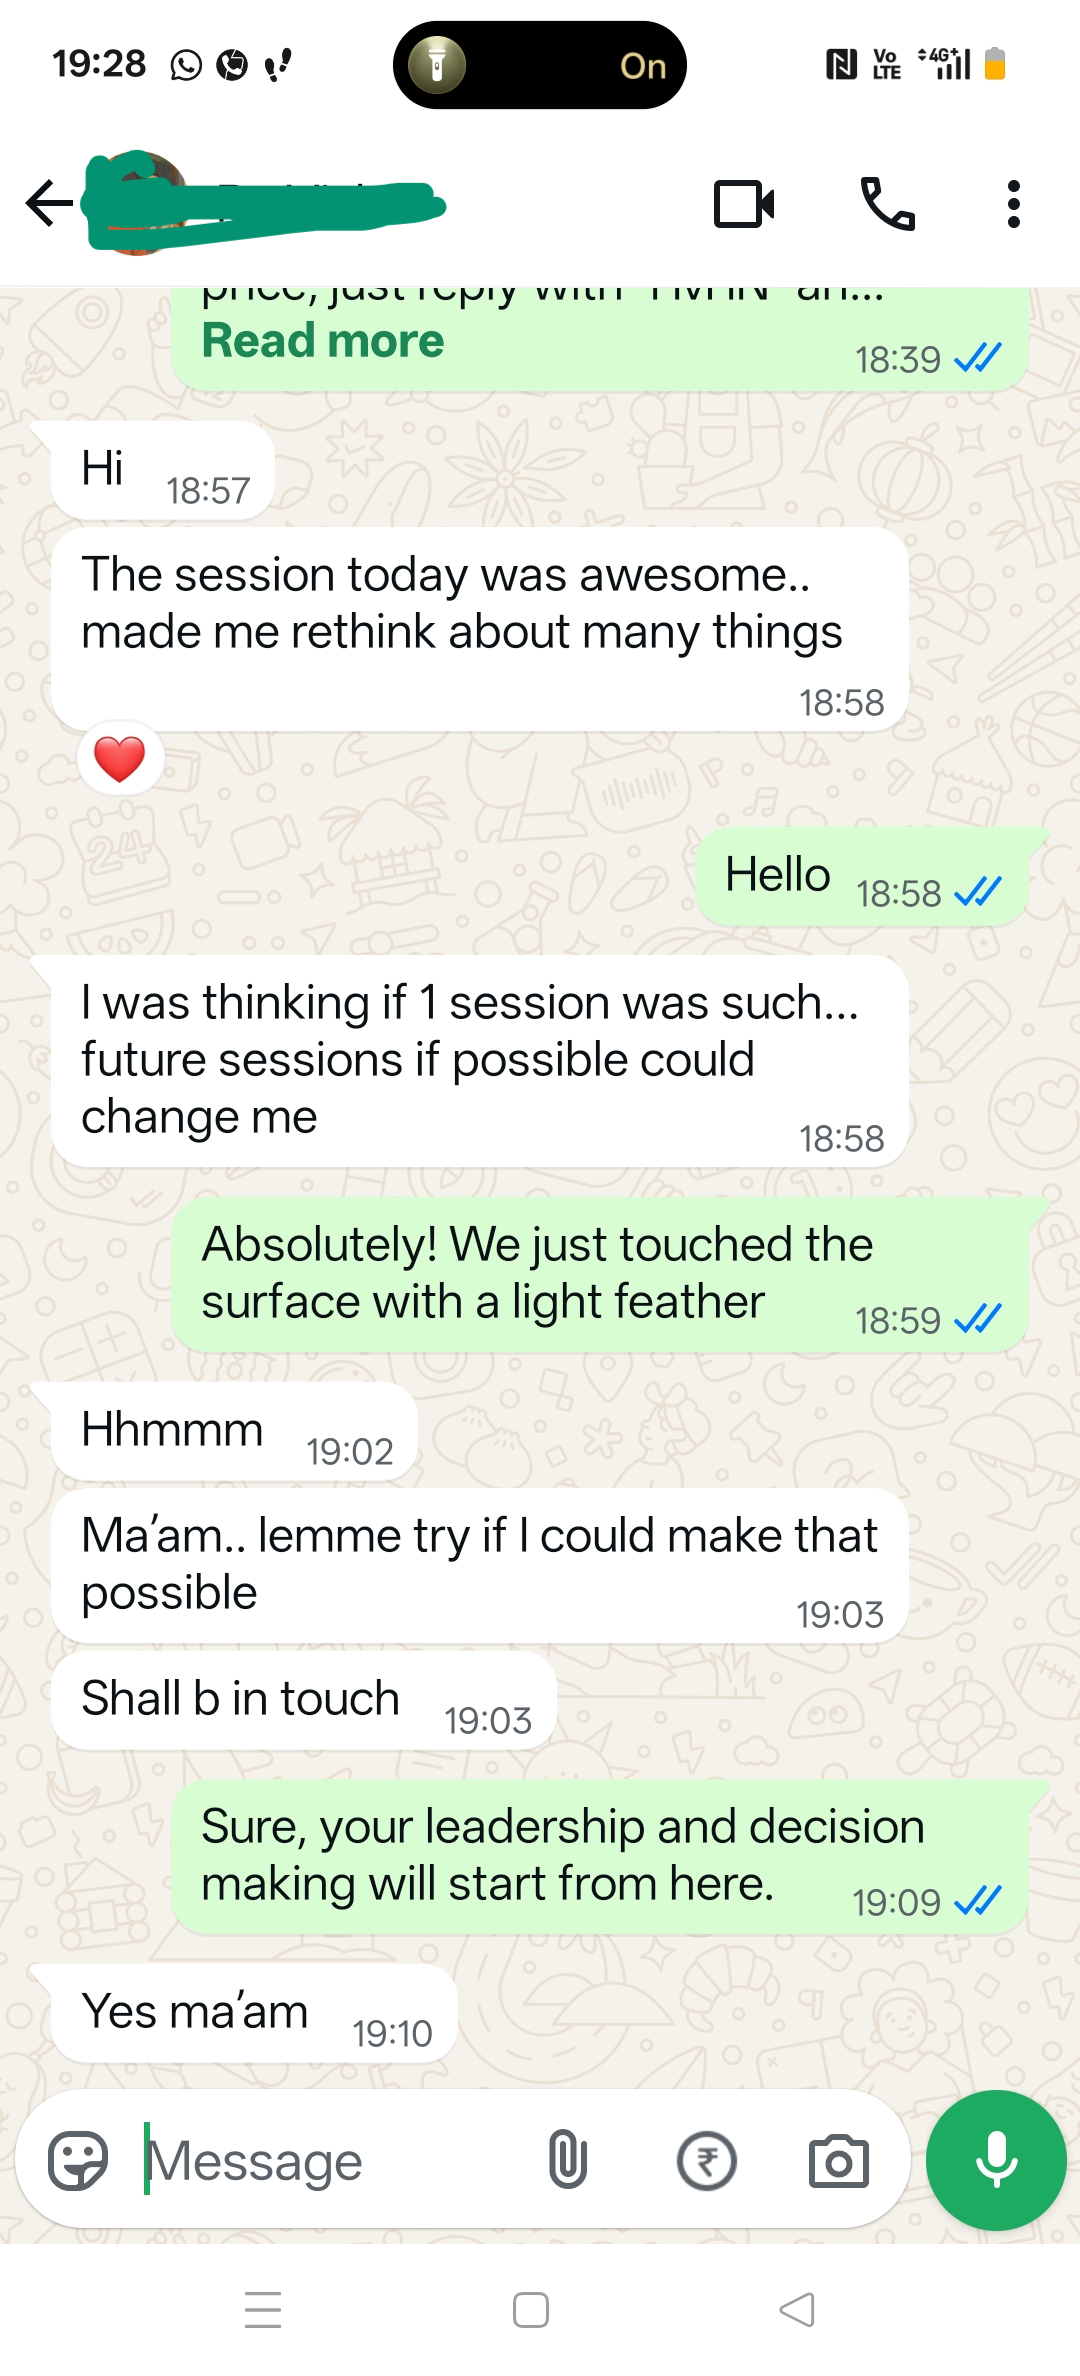 19:28
On
Vo
LTE
4G+
Read more
18:39
Hi
18:57
The session today was awesome..
made me rethink about many things
18:58
Hello
18:58
I was thinking if 1 session was such...
future sessions if possible could
change me
18:58
Absolutely! We just touched the
surface with a light feather
18:59
Hhmmm
19:02
Ma’am.. lemme try if I could make that
possible
19:03
Shall b in touch
19:03
Sure, your leadership and decision
making will start from here.
19:09
Yes ma’am
19:10
Message